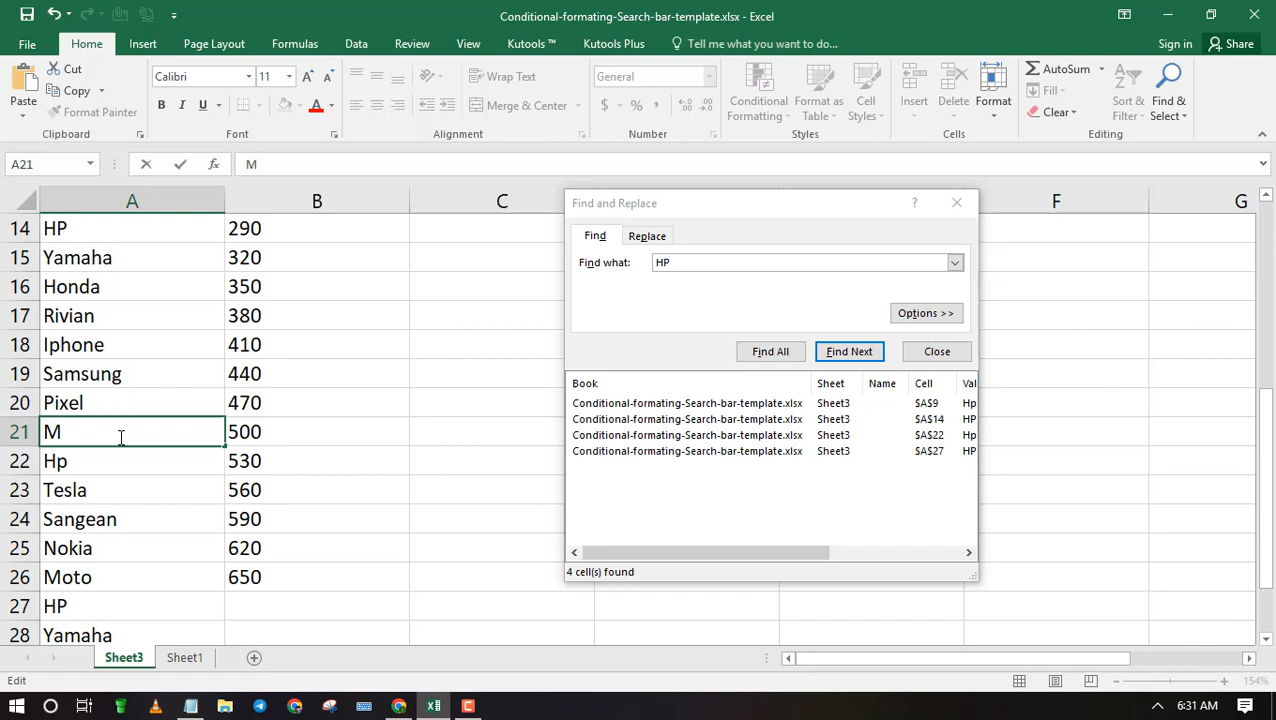 Conditional-formating-Search-bar-template.xlsx - Excel
File Home Insert Page Layout Formulas Data Review View Kutools ™ Kutools Plus Tell me what you want to do... Sign in Share
Paste Cut Copy Format Painter Clipboard
Calibri 11 A A B I U A Font
Wrap Text Merge & Center Alignment
General $ % , Number
Conditional Formatting Format as Table Cell Styles Styles
Insert Delete Format Cells
AutoSum Fill Clear Sort & Filter Find & Select Editing
A21 fx M
A B C F G
14 HP 290
15 Yamaha 320
16 Honda 350
17 Rivian 380
18 Iphone 410
19 Samsung 440
20 Pixel 470
21 M 500
22 Hp 530
23 Tesla 560
24 Sangean 590
25 Nokia 620
26 Moto 650
27 HP
28 Yamaha
Find and Replace ?
Find Replace
Find what: HP
Options >>
Find All Find Next Close
Book Sheet Name Cell Val
Conditional-formating-Search-bar-template.xlsx Sheet3 $A$9 Hp
Conditional-formating-Search-bar-template.xlsx Sheet3 $A$14 HP
Conditional-formating-Search-bar-template.xlsx Sheet3 $A$22 Hp
Conditional-formating-Search-bar-template.xlsx Sheet3 $A$27 HP
4 cell(s) found
Sheet3 Sheet1
Edit 154%
6:31 AM